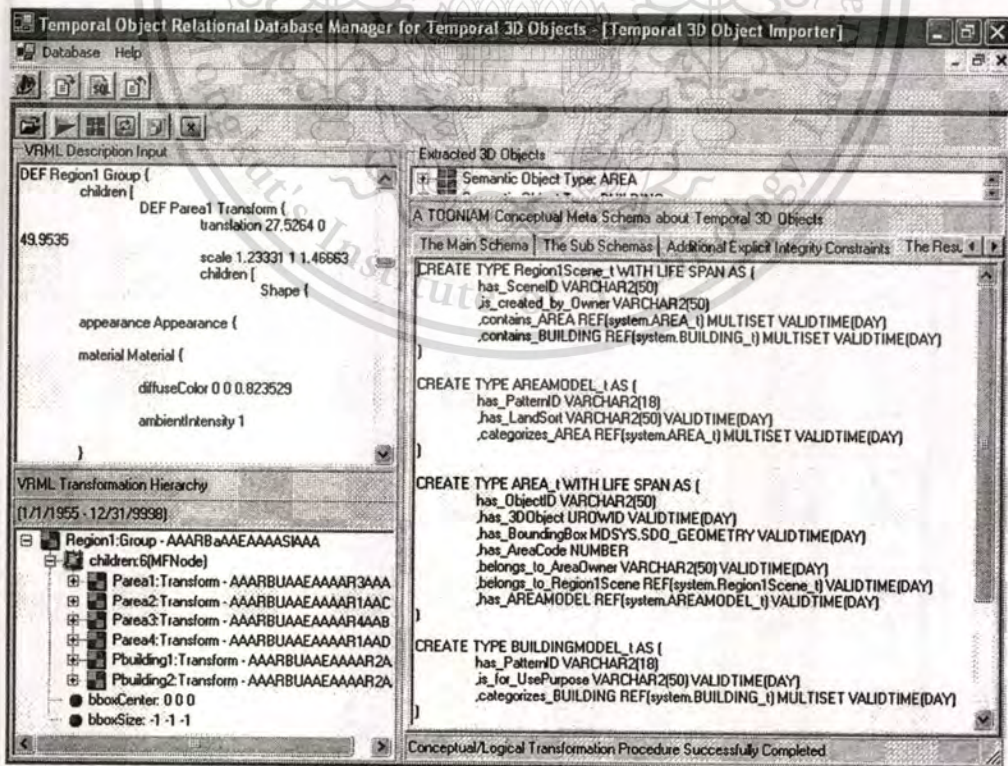 Temporal Object Relational Database Manager for Temporal 3D Objects - [Temporal 3D Object Importer]
Database Help
SQL
VRML Description Input
DEF Region1 Group {
children [
DEF Parea1 Transform {
translation 27.5264 0
49.9535
scale 1.23331 1 1.46663
children [
Shape {
appearance Appearance {
material Material {
diffuseColor 0 0 0.823529
ambientIntensity 1
}
VRML Transformation Hierarchy
(1/1/1955 - 12/31/9998)
Region1:Group - AAARBaAAEAAAASIAAA
children:6(MFNode)
Parea1:Transform - AAARBUAAEAAAAR3AAA
Parea2:Transform - AAARBUAAEAAAAR1AAC
Parea3:Transform - AAARBUAAEAAAAR4AAB
Parea4:Transform - AAARBUAAEAAAAR1AAD
Pbuilding1:Transform - AAARBUAAEAAAAR2A
Pbuilding2:Transform - AAARBUAAEAAAAR2A
bboxCenter: 0 0 0
bboxSize: -1 -1 -1
Extracted 3D Objects
Semantic Object Type: AREA
A TOONIAM Conceptual Meta Schema about Temporal 3D Objects
The Main Schema The Sub Schemas Additional Explicit Integrity Constraints The Resu
CREATE TYPE Region1Scene_t WITH LIFE SPAN AS (
has_SceneID VARCHAR2(50)
,is_created_by_Owner VARCHAR2(50)
,contains_AREA REF(system.AREA_t) MULTISET VALIDTIME(DAY)
,contains_BUILDING REF(system.BUILDING_t) MULTISET VALIDTIME(DAY)
)
CREATE TYPE AREAMODEL_t AS (
has_PatternID VARCHAR2(18)
,has_LandSort VARCHAR2(50) VALIDTIME(DAY)
,categorizes_AREA REF(system.AREA_t) MULTISET VALIDTIME(DAY)
)
CREATE TYPE AREA_t WITH LIFE SPAN AS (
has_ObjectID VARCHAR2(50)
,has_3DObject UROWID VALIDTIME(DAY)
,has_BoundingBox MDSYS.SDO_GEOMETRY VALIDTIME(DAY)
,has_AreaCode NUMBER
,belongs_to_AreaOwner VARCHAR2(50) VALIDTIME(DAY)
,belongs_to_Region1Scene REF(system.Region1Scene_t) VALIDTIME(DAY)
,has_AREAMODEL REF(system.AREAMODEL_t) VALIDTIME(DAY)
)
CREATE TYPE BUILDINGMODEL_t AS (
has_PatternID VARCHAR2(18)
,is_for_UsePurpose VARCHAR2(50) VALIDTIME(DAY)
,categorizes_BUILDING REF(system.BUILDING_t) MULTISET VALIDTIME(DAY)
)
Conceptual/Logical Transformation Procedure Successfully Completed